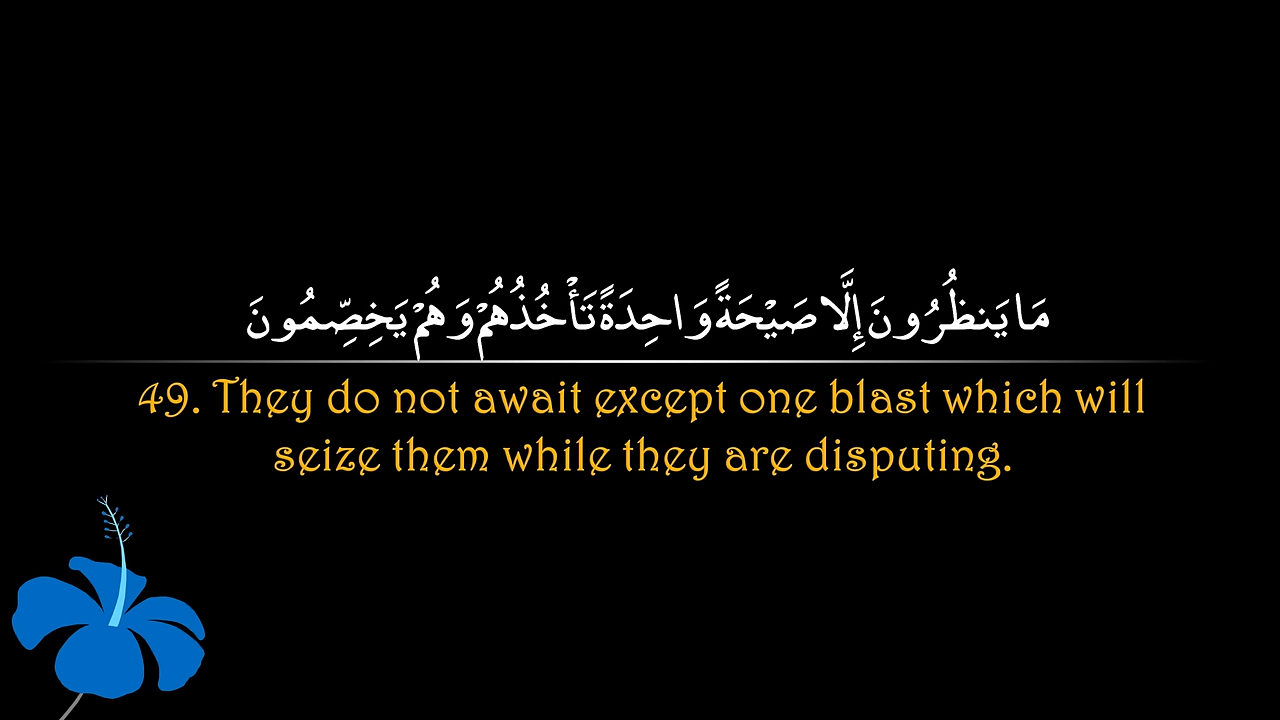 مَا يَنظُرُونَ إِلَّا صَيْحَةً وَاحِدَةً تَأْخُذُهُمْ وَهُمْ يَخِصِّمُونَ
49. They do not await except one blast which will
seize them while they are disputing.